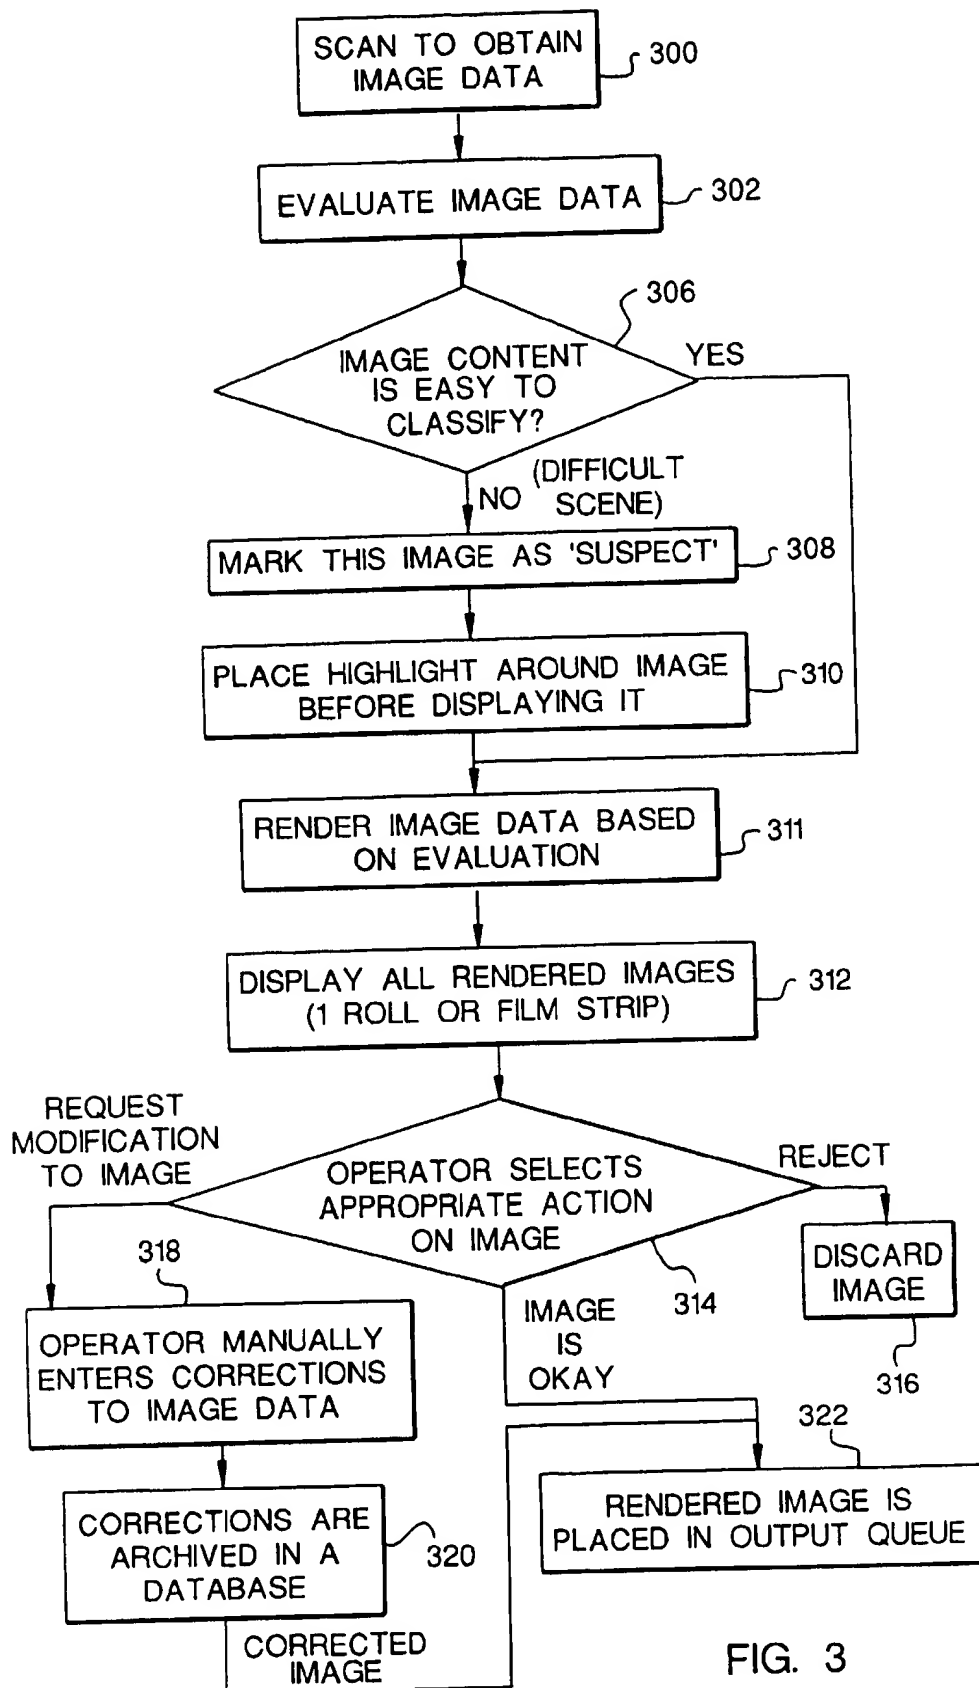 SCAN TO OBTAIN
IMAGE DATA
300
EVALUATE IMAGE DATA
302
306
IMAGE CONTENT
IS EASY TO
CLASSIFY?
YES
NO
(DIFFICULT
SCENE)
MARK THIS IMAGE AS 'SUSPECT'
308
PLACE HIGHLIGHT AROUND IMAGE
BEFORE DISPLAYING IT
310
RENDER IMAGE DATA BASED
ON EVALUATION
311
DISPLAY ALL RENDERED IMAGES
(1 ROLL OR FILM STRIP)
312
REQUEST
MODIFICATION
TO IMAGE
OPERATOR SELECTS
APPROPRIATE ACTION
ON IMAGE
REJECT
314
DISCARD
IMAGE
316
318
OPERATOR MANUALLY
ENTERS CORRECTIONS
TO IMAGE DATA
IMAGE
IS
OKAY
322
RENDERED IMAGE IS
PLACED IN OUTPUT QUEUE
CORRECTIONS ARE
ARCHIVED IN A
DATABASE
320
CORRECTED
IMAGE
FIG. 3